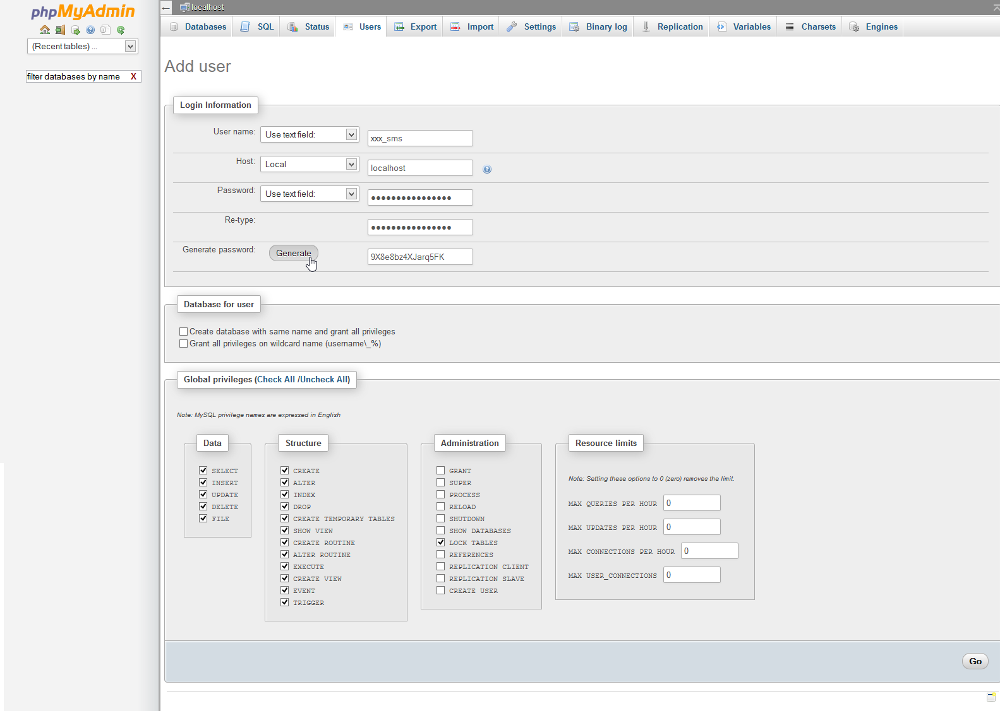 phpMyAdmin
(Recent tables) ...
filter databases by name X
localhost
Databases SQL Status Users Export Import Settings Binary log Replication Variables Charsets Engines
Add user
Login Information
User name: Use text field: xxx_sms
Host: Local localhost
Password: Use text field: ••••••••••••••••
Re-type: ••••••••••••••••
Generate password: Generate 9X8e8bz4XJarq5FK
Database for user
Create database with same name and grant all privileges
Grant all privileges on wildcard name (username\_%)
Global privileges (Check All /Uncheck All)
Note: MySQL privilege names are expressed in English
Data
SELECT
INSERT
UPDATE
DELETE
FILE
Structure
CREATE
ALTER
INDEX
DROP
CREATE TEMPORARY TABLES
SHOW VIEW
CREATE ROUTINE
ALTER ROUTINE
EXECUTE
CREATE VIEW
EVENT
TRIGGER
Administration
GRANT
SUPER
PROCESS
RELOAD
SHUTDOWN
SHOW DATABASES
LOCK TABLES
REFERENCES
REPLICATION CLIENT
REPLICATION SLAVE
CREATE USER
Resource limits
Note: Setting these options to 0 (zero) removes the limit.
MAX QUERIES PER HOUR 0
MAX UPDATES PER HOUR 0
MAX CONNECTIONS PER HOUR 0
MAX USER_CONNECTIONS 0
Go